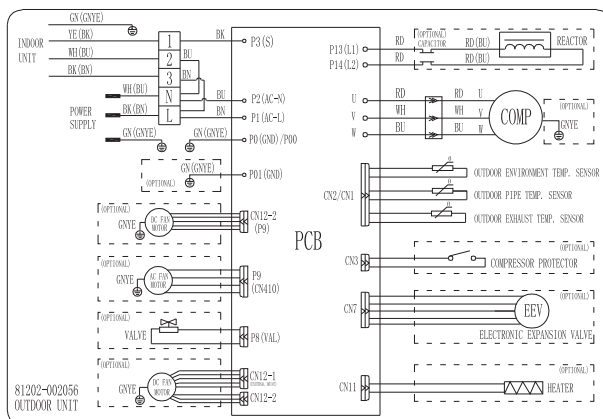 GN(GNYE)
YE(BK)
INDOOR
UNIT
WH(BU)
BK(BN)
1
2
3
N
L
BU
BN
BK
P3(S)
WH(BU)
BU
P2(AC-N)
POWER
SUPPLY
BK(BN)
BN
P1(AC-L)
GN(GNYE)
GN(GNYE)
P0(GND)/P00
GN(GNYE)
(OPTIONAL)
P01(GND)
(OPTIONAL)
GNYE
DC FAN
MOTOR
CN12-2
(P9)
(OPTIONAL)
GNYE
AC FAN
MOTOR
P9
(CN410)
(OPTIONAL)
VALVE
P8(VAL)
(OPTIONAL)
GNYE
DC FAN
MOTOR
CN12-1
CN12-2
81202-002056
OUTDOOR UNIT
PCB
(OPTIONAL)
CAPACITOR
REACTOR
P13(L1)
RD
RD(BU)
P14(L2)
RD
RD(BU)
U
RD
RD
U
V
WH
WH
V
W
BU
BU
W
COMP
(OPTIONAL)
GNYE
CN2/CN1
θ
OUTDOOR ENVIRONMENT TEMP. SENSOR
θ
OUTDOOR PIPE TEMP. SENSOR
θ
OUTDOOR EXHAUST TEMP. SENSOR
CN3
(OPTIONAL)
COMPRESSOR PROTECTOR
CN7
(OPTIONAL)
EEV
ELECTRONIC EXPANSION VALVE
CN11
(OPTIONAL)
HEATER